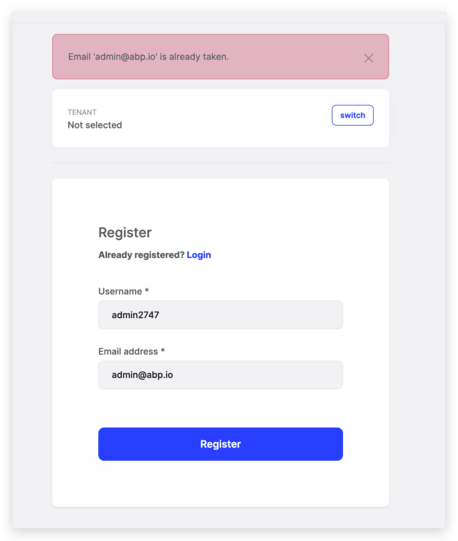 Email 'admin@abp.io' is already taken.
TENANT
Not selected
switch
Register
Already registered? Login
Username *
admin2747
Email address *
admin@abp.io
Register